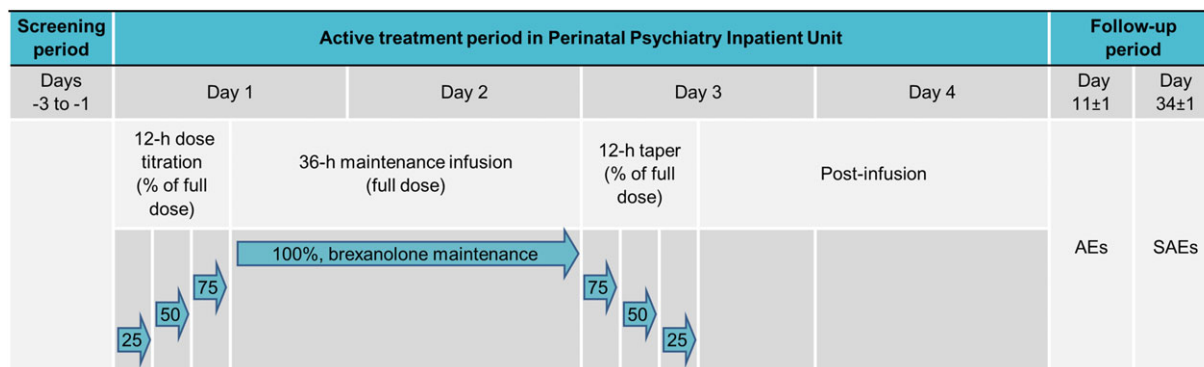 Screening
period
Active treatment period in Perinatal Psychiatry Inpatient Unit
Follow-up
period
Days
-3 to -1
Day 1
Day 2
Day 3
Day 4
Day
11±1
Day
34±1
12-h dose
titration
(% of full
dose)
36-h maintenance infusion
(full dose)
12-h taper
(% of full
dose)
Post-infusion
AEs
SAEs
100%, brexanolone maintenance
75
50
25
75
50
25